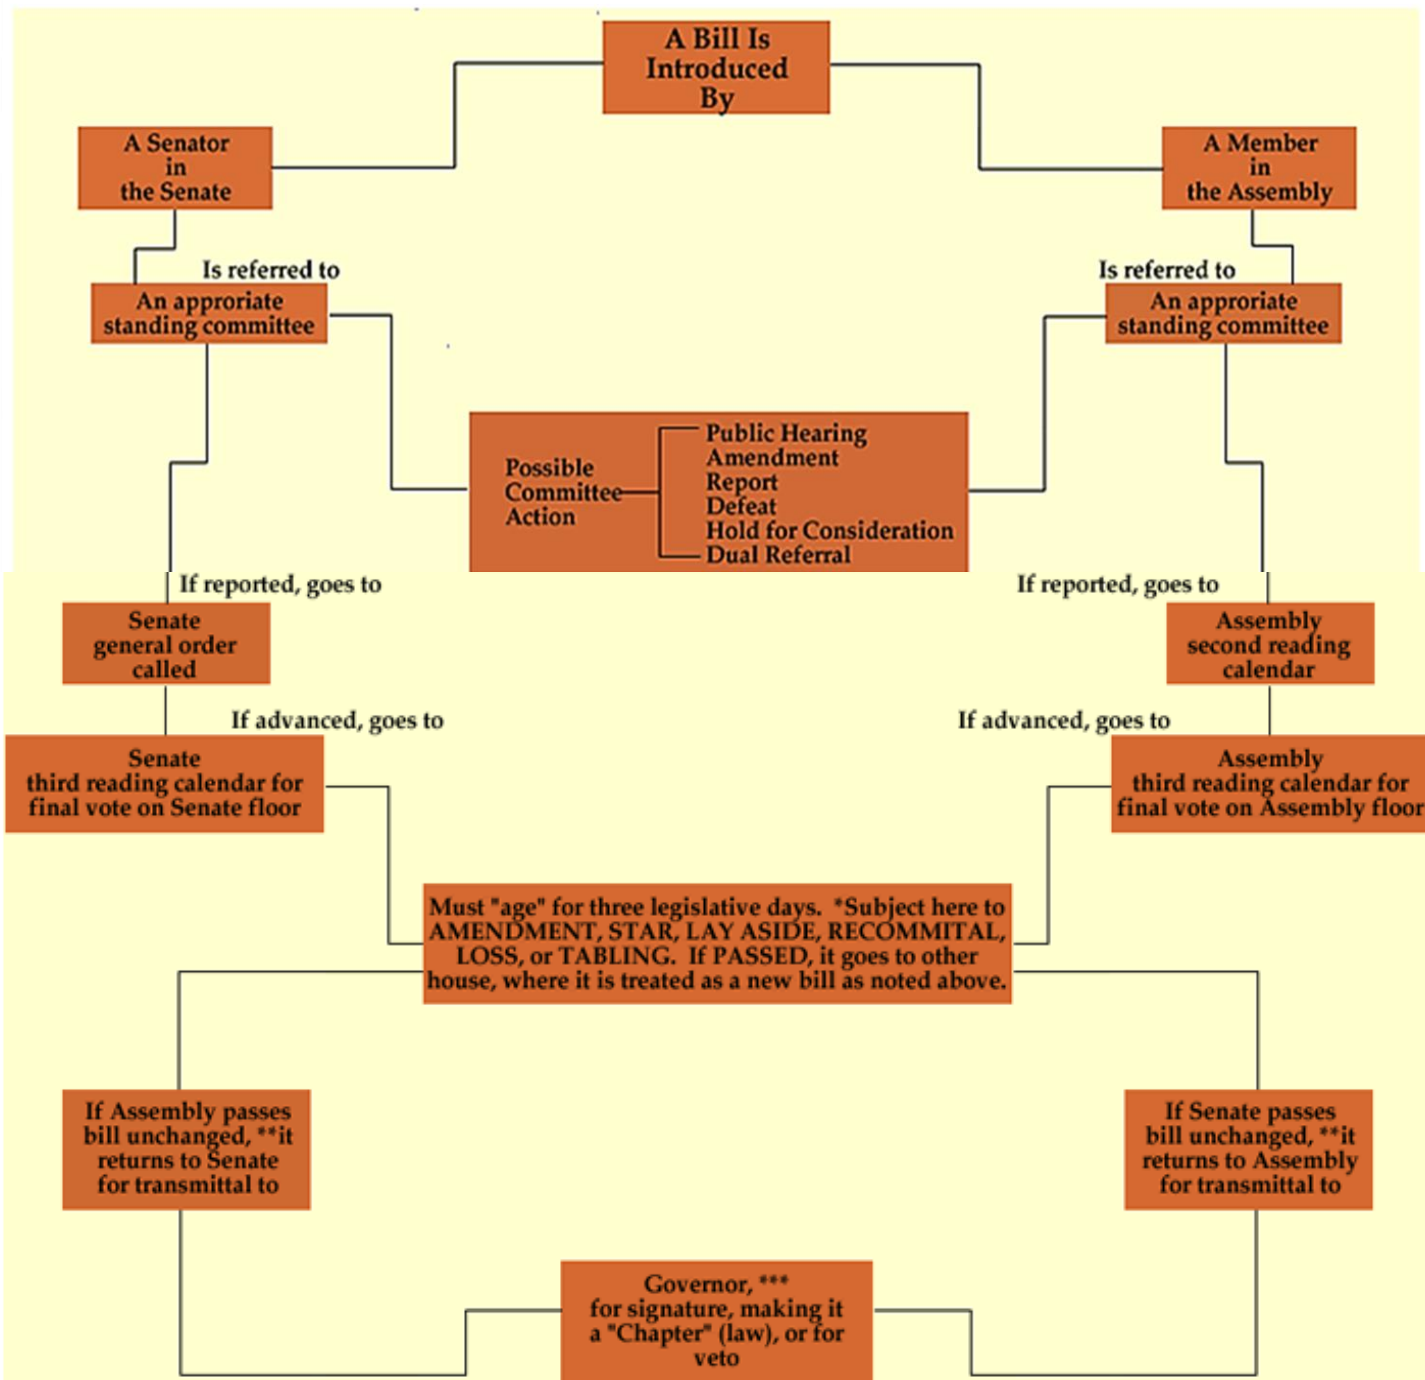 A Bill Is
Introduced
By
A Senator
in
the Senate
A Member
in
the Assembly
Is referred to
Is referred to
An approriate
standing committee
An approriate
standing committee
Possible
Committee
Action
Public Hearing
Amendment
Report
Defeat
Hold for Consideration
Dual Referral
If reported, goes to
If reported, goes to
Senate
general order
called
Assembly
second reading
calendar
If advanced, goes to
If advanced, goes to
Senate
third reading calendar for
final vote on Senate floor
Assembly
third reading calendar for
final vote on Assembly floor
Must "age" for three legislative days.  *Subject here to
AMENDMENT, STAR, LAY ASIDE, RECOMMITAL,
LOSS, or TABLING.  If PASSED, it goes to other
house, where it is treated as a new bill as noted above.
If Assembly passes
bill unchanged, **it
returns to Senate
for transmittal to
If Senate passes
bill unchanged, **it
returns to Assembly
for transmittal to
Governor, ***
for signature, making it
a "Chapter" (law), or for
veto